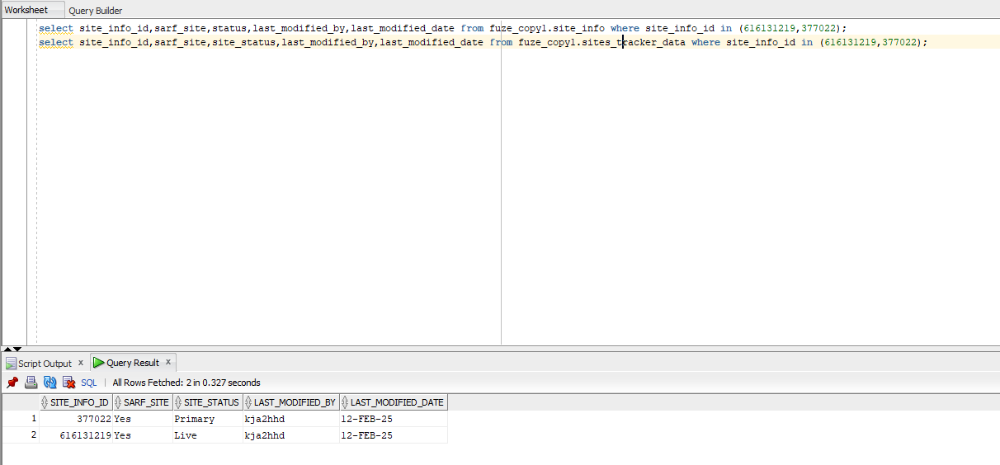 Worksheet Query Builder
select site_info_id,sarf_site,status,last_modified_by,last_modified_date from fuze_copy1.site_info where site_info_id in (616131219,377022);
select site_info_id,sarf_site,site_status,last_modified_by,last_modified_date from fuze_copy1.sites_tracker_data where site_info_id in (616131219,377022);
Script Output x Query Result x
SQL | All Rows Fetched: 2 in 0.327 seconds
SITE_INFO_ID SARF_SITE SITE_STATUS LAST_MODIFIED_BY LAST_MODIFIED_DATE
1 377022 Yes Primary kja2hhd 12-FEB-25
2 616131219 Yes Live kja2hhd 12-FEB-25